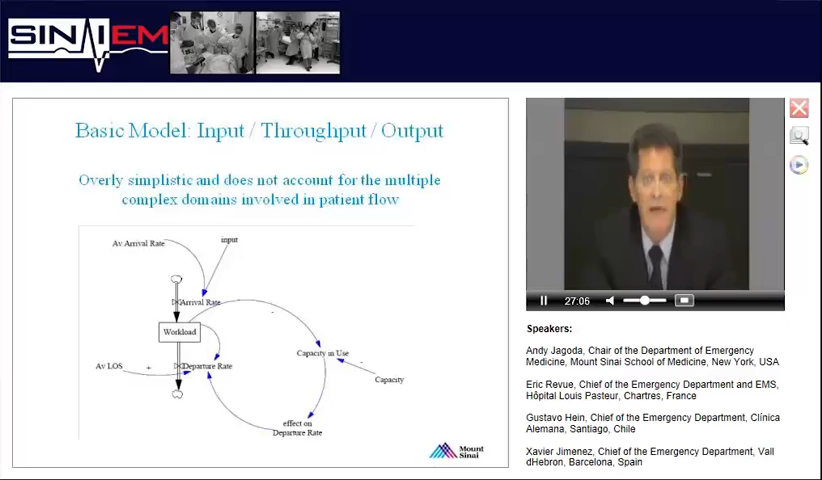 SINAIEM
Basic Model: Input / Throughput / Output
Overly simplistic and does not account for the multiple
complex domains involved in patient flow
Av Arrival Rate
input
Arrival Rate
-
Workload
Capacity in Use
-
Av LOS
+
Departure Rate
Capacity
effect on
Departure Rate
Mount
Sinai
27:06
Speakers:
Andy Jagoda, Chair of the Department of Emergency
Medicine, Mount Sinai School of Medicine, New York, USA
Eric Revue, Chief of the Emergency Department and EMS,
Hôpital Louis Pasteur, Chartres, France
Gustavo Hein, Chief of the Emergency Department, Clínica
Alemana, Santiago, Chile
Xavier Jimenez, Chief of the Emergency Department, Vall
dHebron, Barcelona, Spain